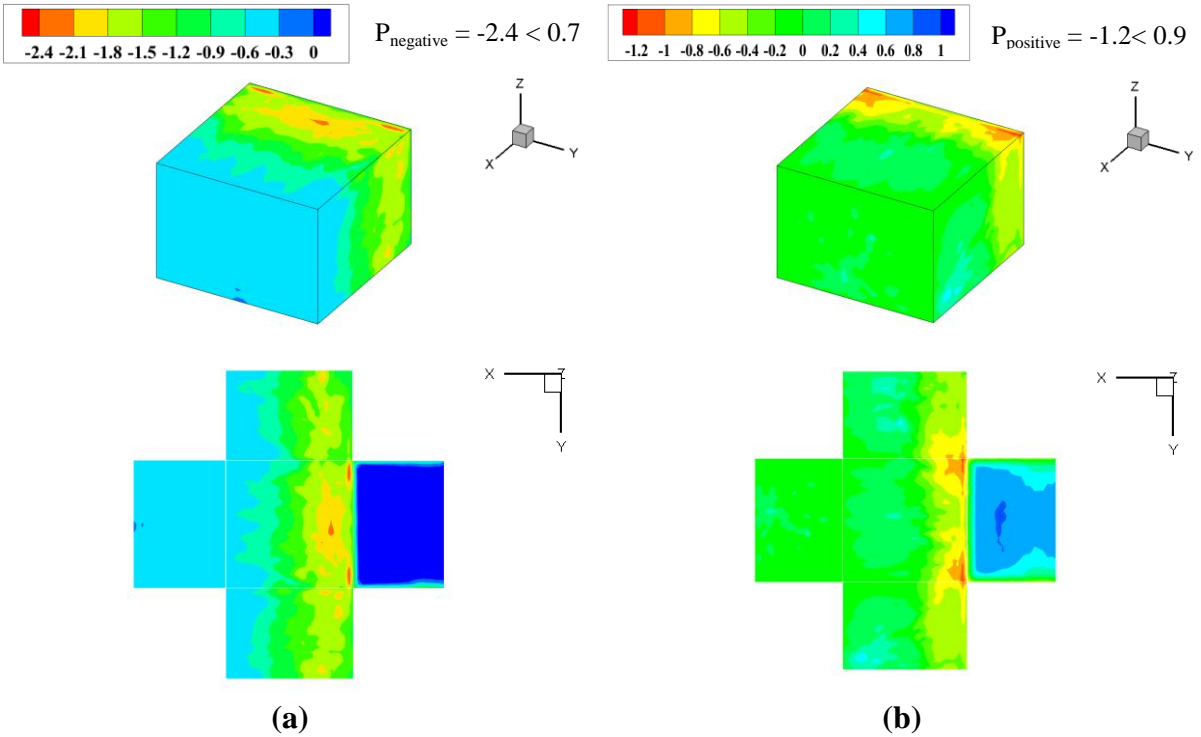 -2.4 -2.1 -1.8 -1.5 -1.2 -0.9 -0.6 -0.3 0
Pnegative = -2.4 < 0.7
-1.2 -1 -0.8 -0.6 -0.4 -0.2 0 0.2 0.4 0.6 0.8 1
Ppositive = -1.2< 0.9
Z
X
Y
Z
X
Y
X
Z
Y
X
Z
Y
(a)
(b)